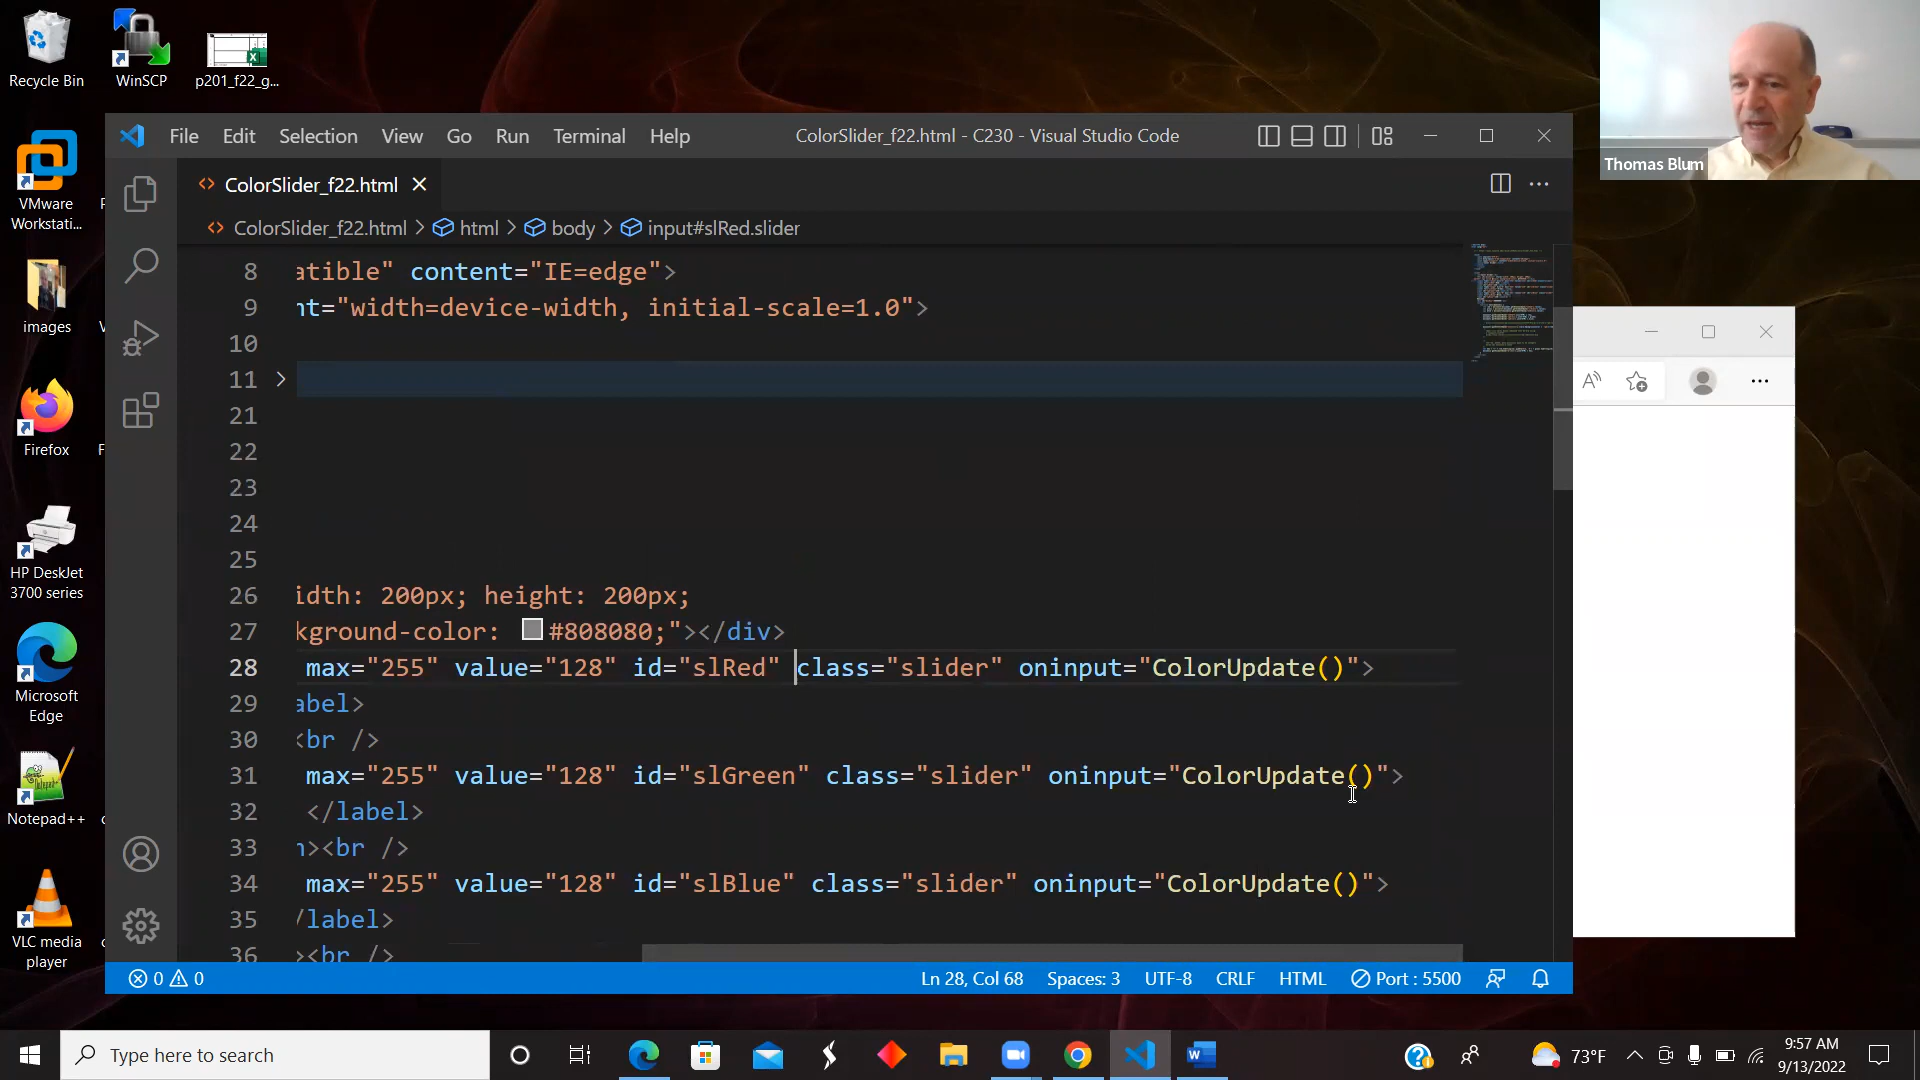 Recycle Bin
WinSCP
p201_f22_g...
VMware
Workstati...
images
Firefox
HP DeskJet
3700 series
Microsoft
Edge
Notepad++
VLC media
player
File Edit Selection View Go Run Terminal Help
ColorSlider_f22.html - C230 - Visual Studio Code
Thomas Blum
ColorSlider_f22.html
ColorSlider_f22.html > html > body > input#slRed.slider
8 atible" content="IE=edge">
9 nt="width=device-width, initial-scale=1.0">
10
11 >
21
22
23
24
25
26 idth: 200px; height: 200px;
27 kground-color: #808080;"></div>
28 max="255" value="128" id="slRed" class="slider" oninput="ColorUpdate()">
29 abel>
30 <br />
31 max="255" value="128" id="slGreen" class="slider" oninput="ColorUpdate()">
32 </label>
33 n><br />
34 max="255" value="128" id="slBlue" class="slider" oninput="ColorUpdate()">
35 /label>
36 ><br />
0 0 Ln 28, Col 68 Spaces: 3 UTF-8 CRLF HTML Port : 5500
Type here to search
73°F
9:57 AM
9/13/2022